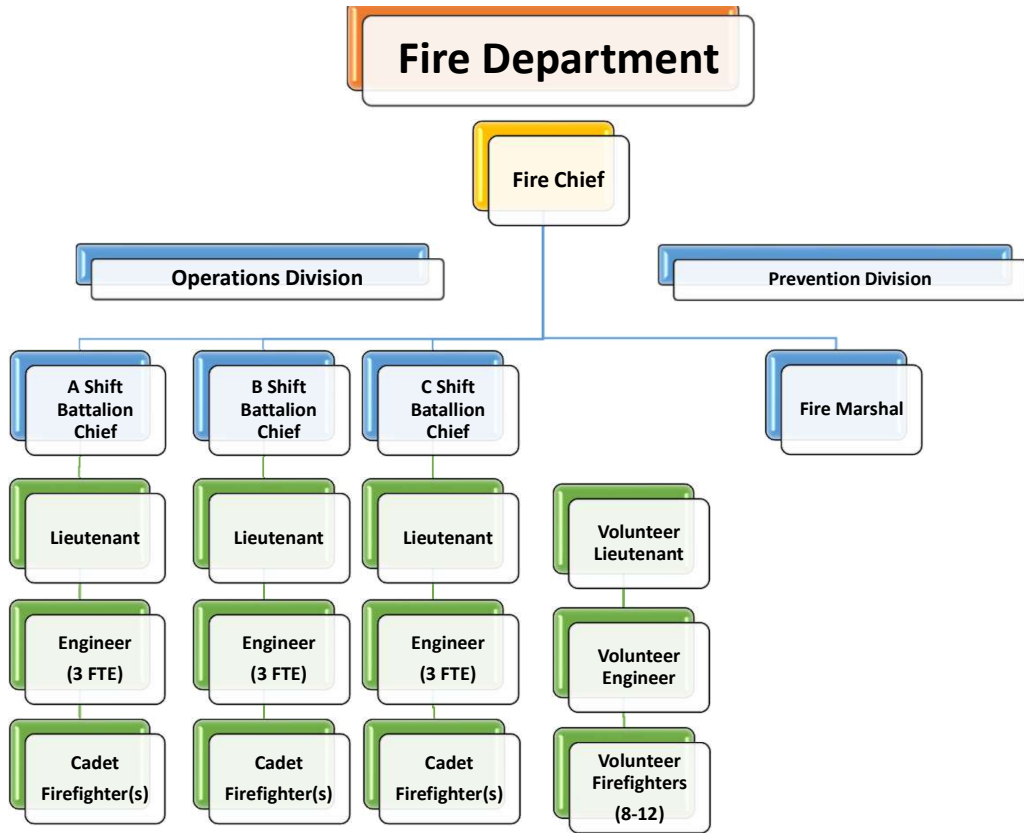 Fire Department
Fire Chief
Operations Division
Prevention Division
A Shift
Battalion
Chief
B Shift
Battalion
Chief
C Shift
Batallion
Chief
Fire Marshal
Lieutenant
Lieutenant
Lieutenant
Volunteer
Lieutenant
Engineer
(3 FTE)
Engineer
(3 FTE)
Engineer
(3 FTE)
Volunteer
Engineer
Cadet
Firefighter(s)
Cadet
Firefighter(s)
Cadet
Firefighter(s)
Volunteer
Firefighters
(8-12)